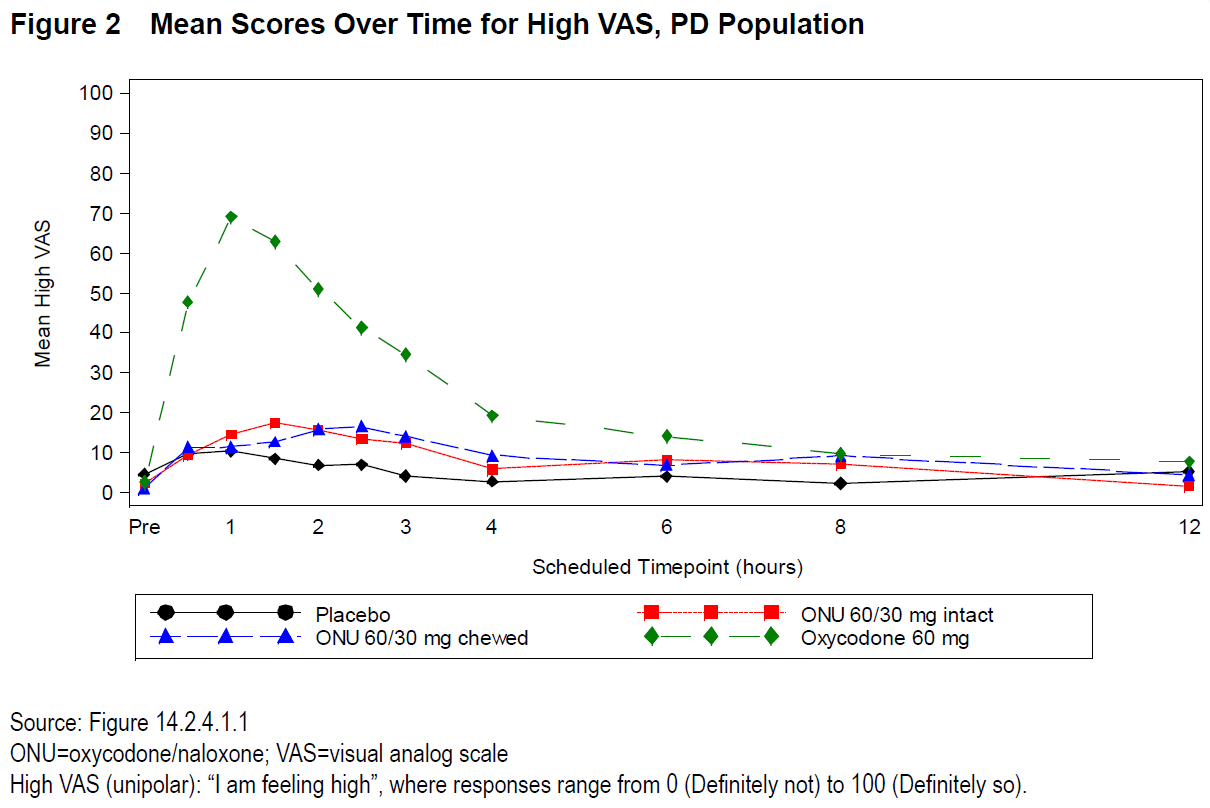 Figure 2 Mean Scores Over Time for High VAS, PD Population
100
90
80
70
60
50
40
30
20
10
0
Mean High VAS
Pre 1 2 3 4 6 8 12
Scheduled Timepoint (hours)
Placebo ONU 60/30 mg intact
ONU 60/30 mg chewed Oxycodone 60 mg
Source: Figure 14.2.4.1.1
ONU=oxycodone/naloxone; VAS=visual analog scale
High VAS (unipolar): “I am feeling high”, where responses range from 0 (Definitely not) to 100 (Definitely so).